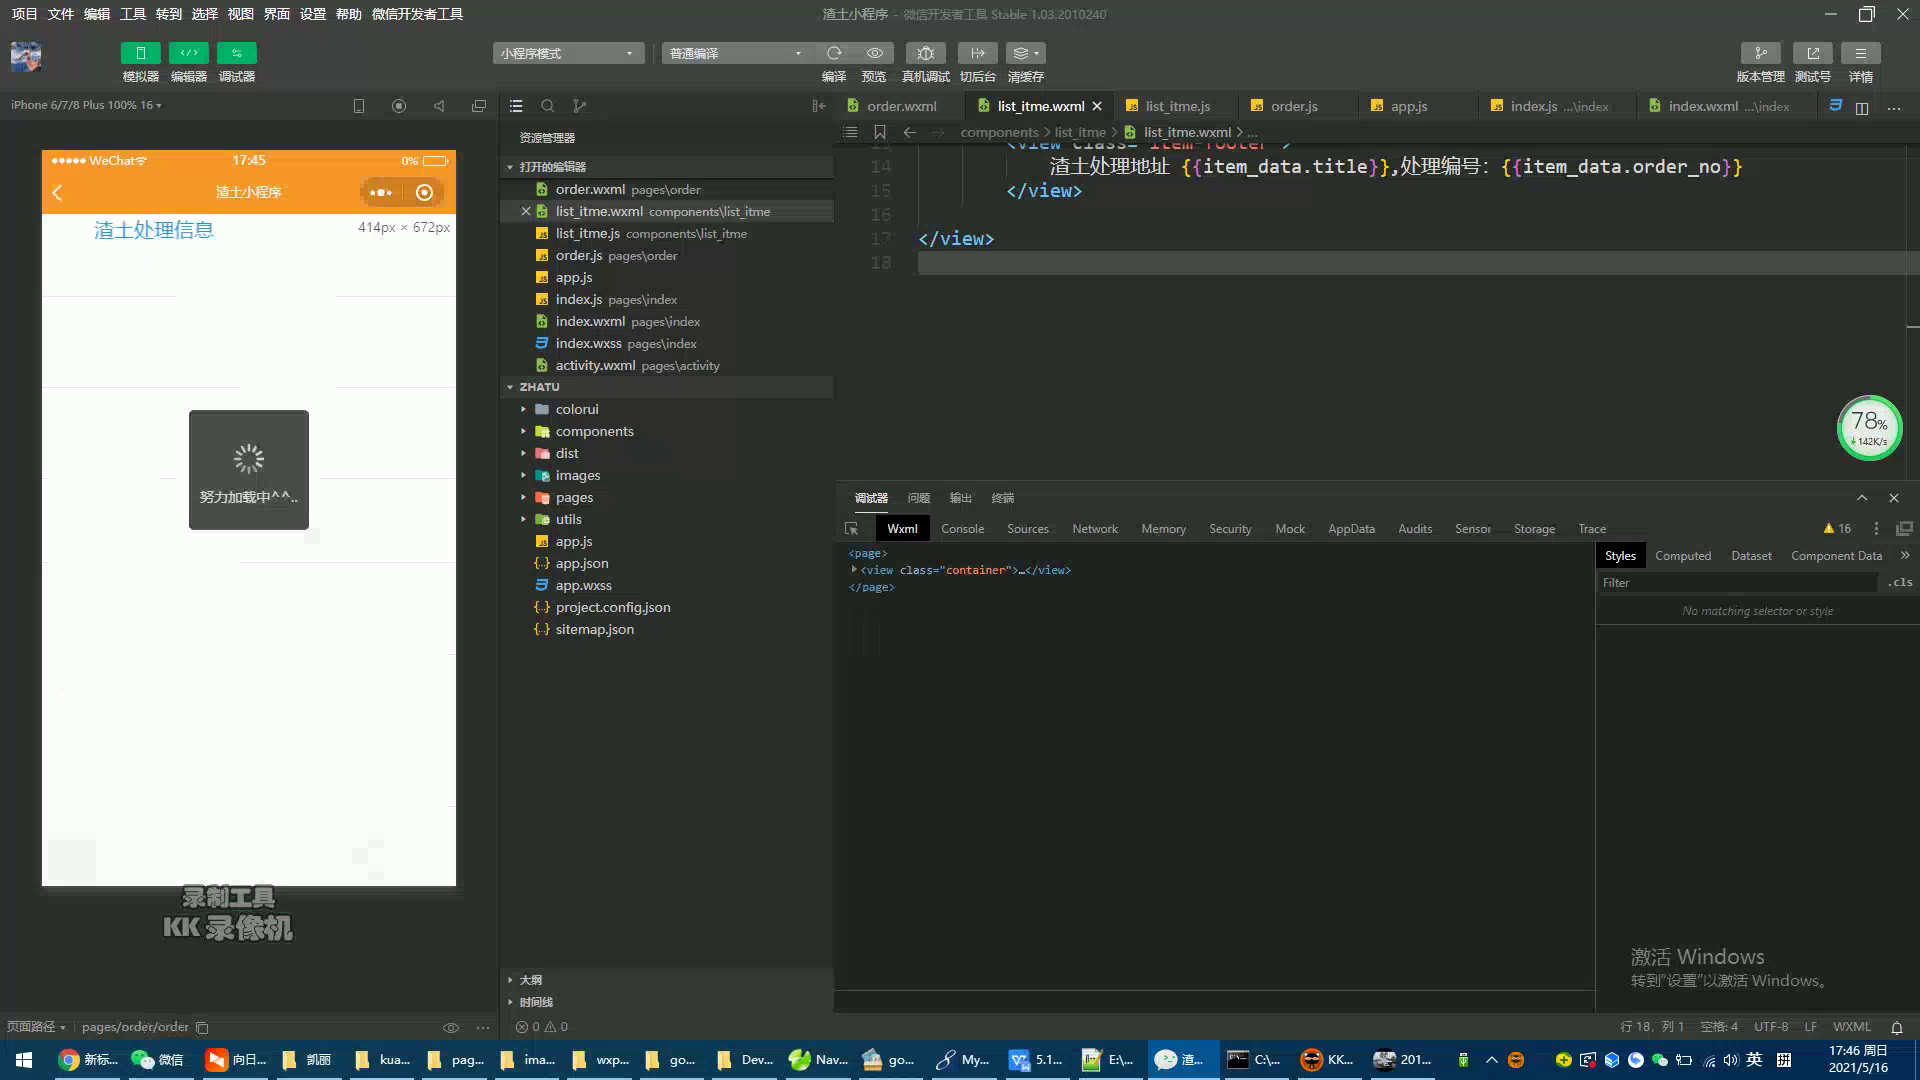 项目 文件 编辑 工具 转到 选择 视图 界面 设置 帮助 微信开发者工具
渣土小程序 - 微信开发者工具 Stable 1.03.2010240
小程序模式
普通编译
模拟器 编辑器 调试器
编译 预览 真机调试 切后台 清缓存
版本管理 测试号 详情
iPhone 6/7/8 Plus 100% 16
资源管理器
打开的编辑器
order.wxml pages\order
list_itme.wxml components\list_itme
list_itme.js components\list_itme
order.js pages\order
app.js
index.js pages\index
index.wxml pages\index
index.wxss pages\index
activity.wxml pages\activity
ZHATU
colorui
components
dist
images
pages
utils
app.js
app.json
app.wxss
project.config.json
sitemap.json
大纲
时间线
0 0
WeChat 17:45 0%
渣土小程序
渣土处理信息
414px × 672px
努力加载中^^..
录制工具
KK 录像机
页面路径 pages/order/order
order.wxml list_itme.wxml list_itme.js order.js app.js index.js ...\index index.wxml ...\index
components > list_itme > list_itme.wxml > ...
13 <view class="item-footer">
14 渣土处理地址 {{item_data.title}},处理编号: {{item_data.order_no}}
15 </view>
16
17 </view>
18
78%
142K/s
调试器 问题 输出 终端
Wxml Console Sources Network Memory Security Mock AppData Audits Sensor Storage Trace
16
<page>
<view class="container">…</view>
</page>
Styles Computed Dataset Component Data
Filter
.cls
No matching selector or style
激活 Windows
转到"设置"以激活 Windows。
行 18，列 1 空格: 4 UTF-8 LF WXML
新标... 微信 向日... 凯丽 kua... pag... ima... wxp... go... Dev... Nav... go... My... 5.1... E:\... 渣... C:\... KK... 201...
英
17:46 周日
2021/5/16